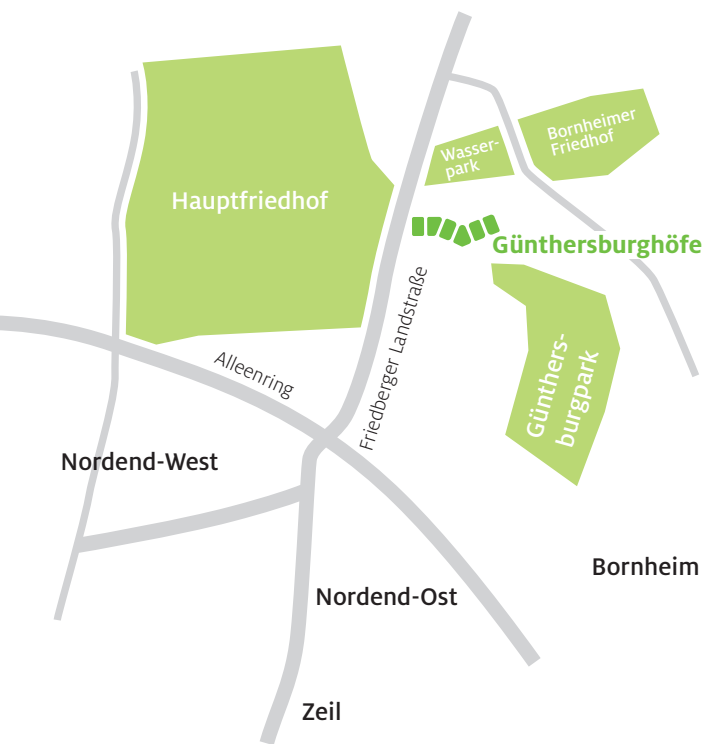 Bornheimer
Friedhof
Wasser-
park
Hauptfriedhof
Günthersburghöfe
Friedberger Landstraße
Alleenring
Günthers-
burgpark
Nordend-West
Bornheim
Nordend-Ost
Zeil